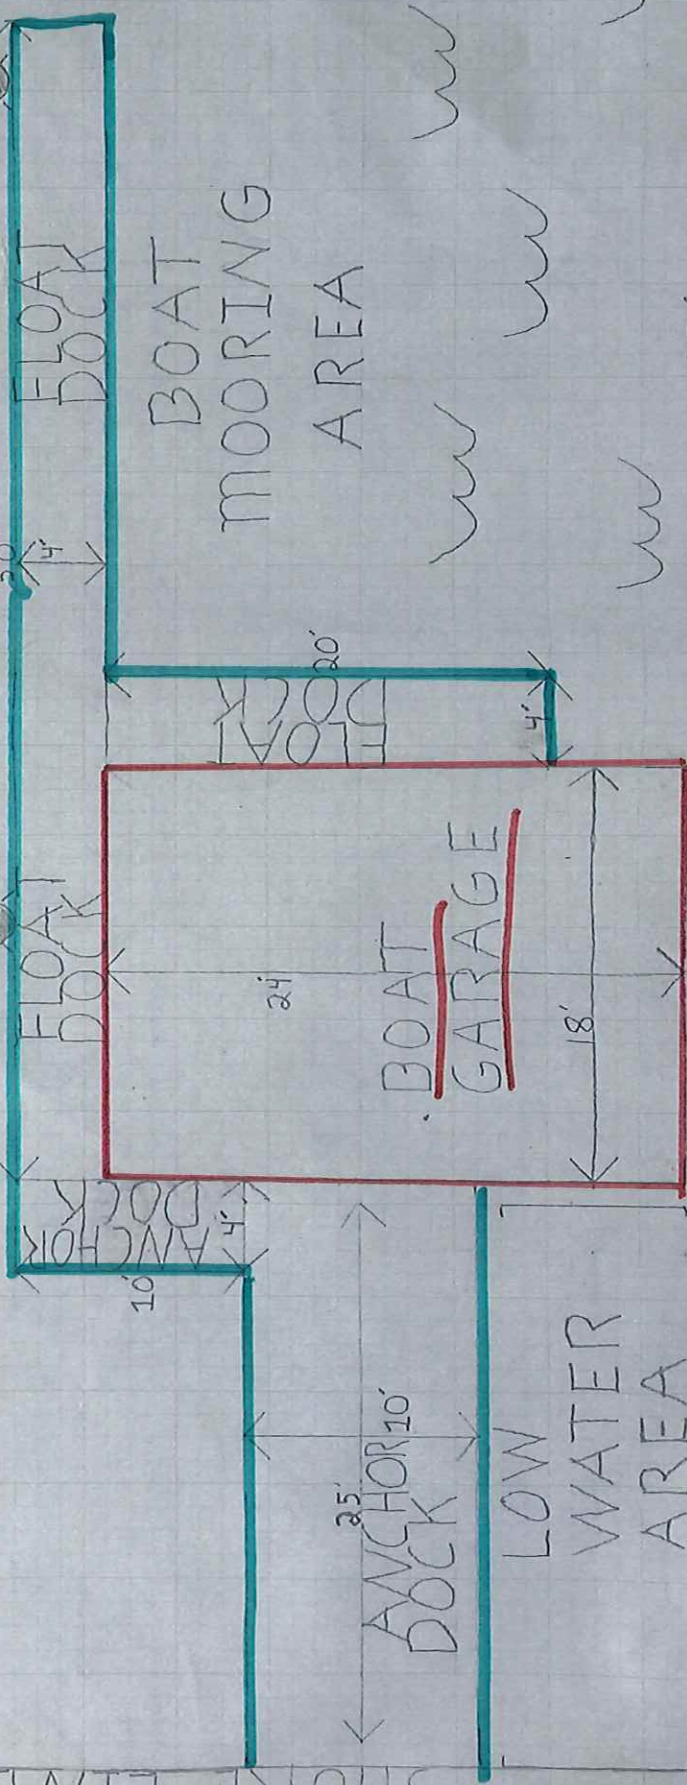 FLOAT
DOCK
4'
BOAT
MOORING
AREA
20'
FLOAT
DOCK
4'
FLOAT
DOCK
24'
BOAT
GARAGE
18'
ANCHOR
DOCK
4'
10'
25'
ANCHOR
DOCK
10'
LOW
WATER
AREA